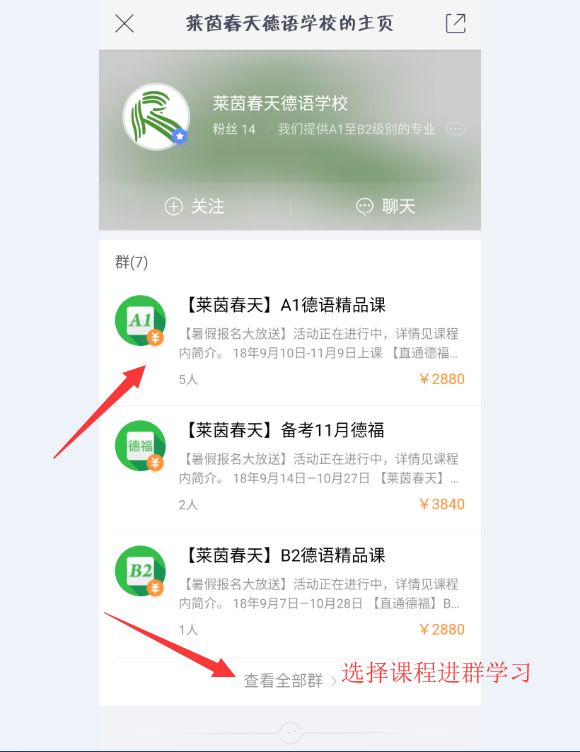 莱茵春天德语学校的主页
莱茵春天德语学校
粉丝 14 我们提供A1至B2级别的专业
关注 聊天
群(7)
A1
【莱茵春天】A1德语精品课
【暑假报名大放送】活动正在进行中，详情见课程
内简介。 18年9月10日-11月9日上课 【直通德福...
5人 ￥2880
德福
【莱茵春天】备考11月德福
【暑假报名大放送】活动正在进行中，详情见课程
内简介。 18年9月14日—10月27日 【莱茵春天】...
2人 ￥3840
B2
【莱茵春天】B2德语精品课
【暑假报名大放送】活动正在进行中，详情见课程
内简介。 18年9月7日—10月28日 【直通德福】B...
1人 ￥2880
查看全部群 选择课程进群学习